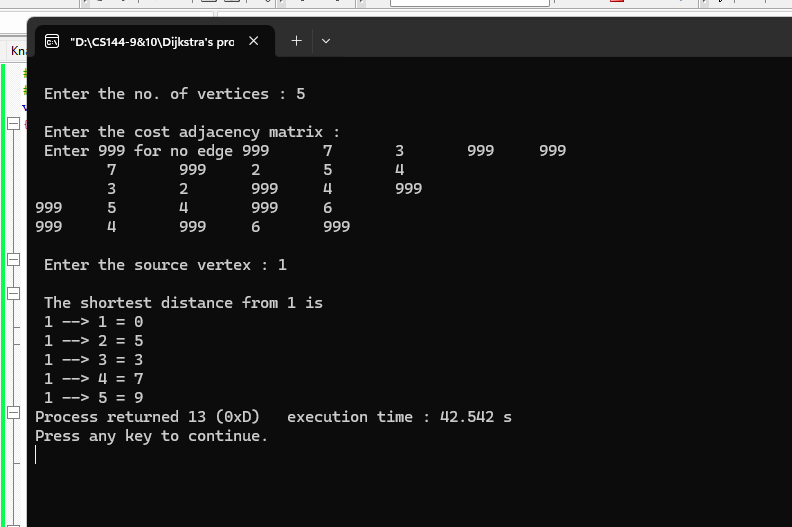 "D:\CS144-9&10\Dijkstra's pro
Kna
Enter the no. of vertices : 5
Enter the cost adjacency matrix :
Enter 999 for no edge 999 7 3 999 999
7 999 2 5 4
3 2 999 4 999
999 5 4 999 6
999 4 999 6 999
Enter the source vertex : 1
The shortest distance from 1 is
1 --> 1 = 0
1 --> 2 = 5
1 --> 3 = 3
1 --> 4 = 7
1 --> 5 = 9
Process returned 13 (0xD) execution time : 42.542 s
Press any key to continue.